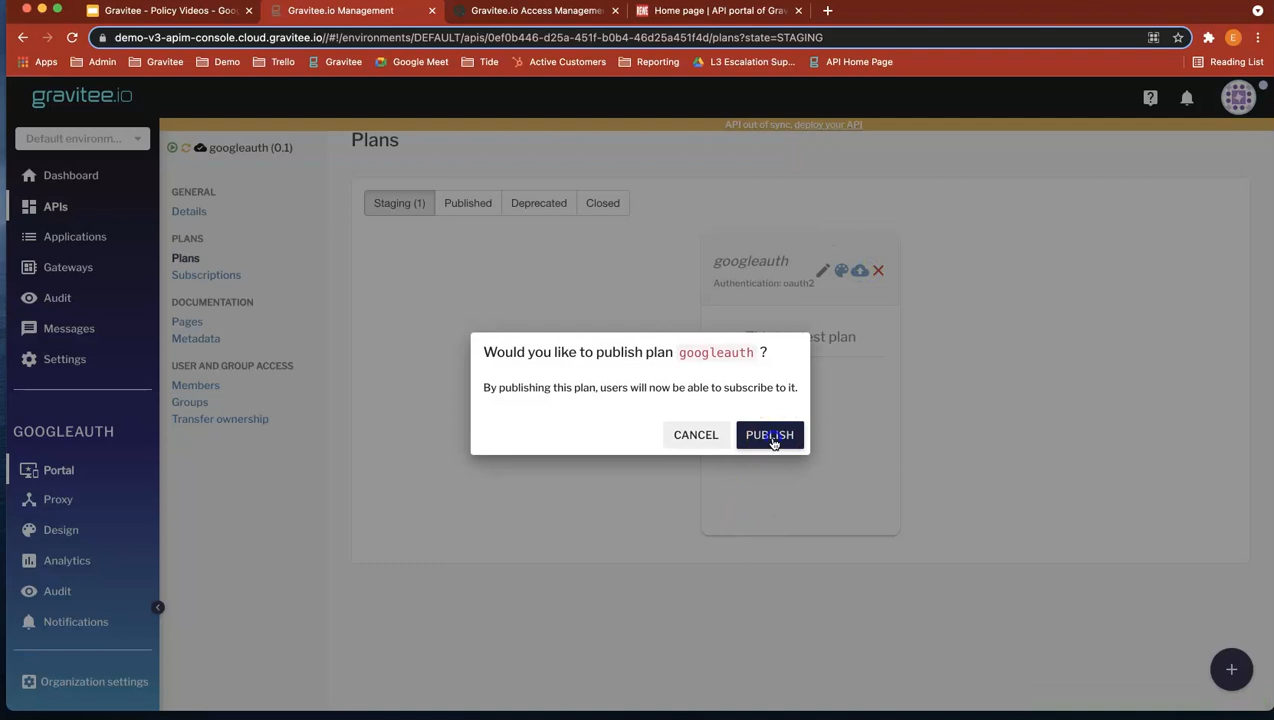 Gravitee - Policy Videos - Goo
Gravitee.io Management
Gravitee.io Access Manageme
Home page | API portal of Grav
demo-v3-apim-console.cloud.gravitee.io//#!/environments/DEFAULT/apis/0ef0b446-d25a-451f-b0b4-46d25a451f4d/plans?state=STAGING
E
Apps
Admin
Gravitee
Demo
Trello
Gravitee
Google Meet
Tide
Active Customers
Reporting
L3 Escalation Sup...
API Home Page
Reading List
gravitee.io
API out of sync, deploy your API
Default environm...
Dashboard
APIs
Applications
Gateways
Audit
Messages
Settings
GOOGLEAUTH
Portal
Proxy
Design
Analytics
Audit
Notifications
Organization settings
googleauth (0.1)
GENERAL
Details
PLANS
Plans
Subscriptions
DOCUMENTATION
Pages
Metadata
USER AND GROUP ACCESS
Members
Groups
Transfer ownership
Plans
Staging (1)
Published
Deprecated
Closed
googleauth
Authentication: oauth2
est plan
Would you like to publish plan googleauth ?
By publishing this plan, users will now be able to subscribe to it.
CANCEL
PUBLISH